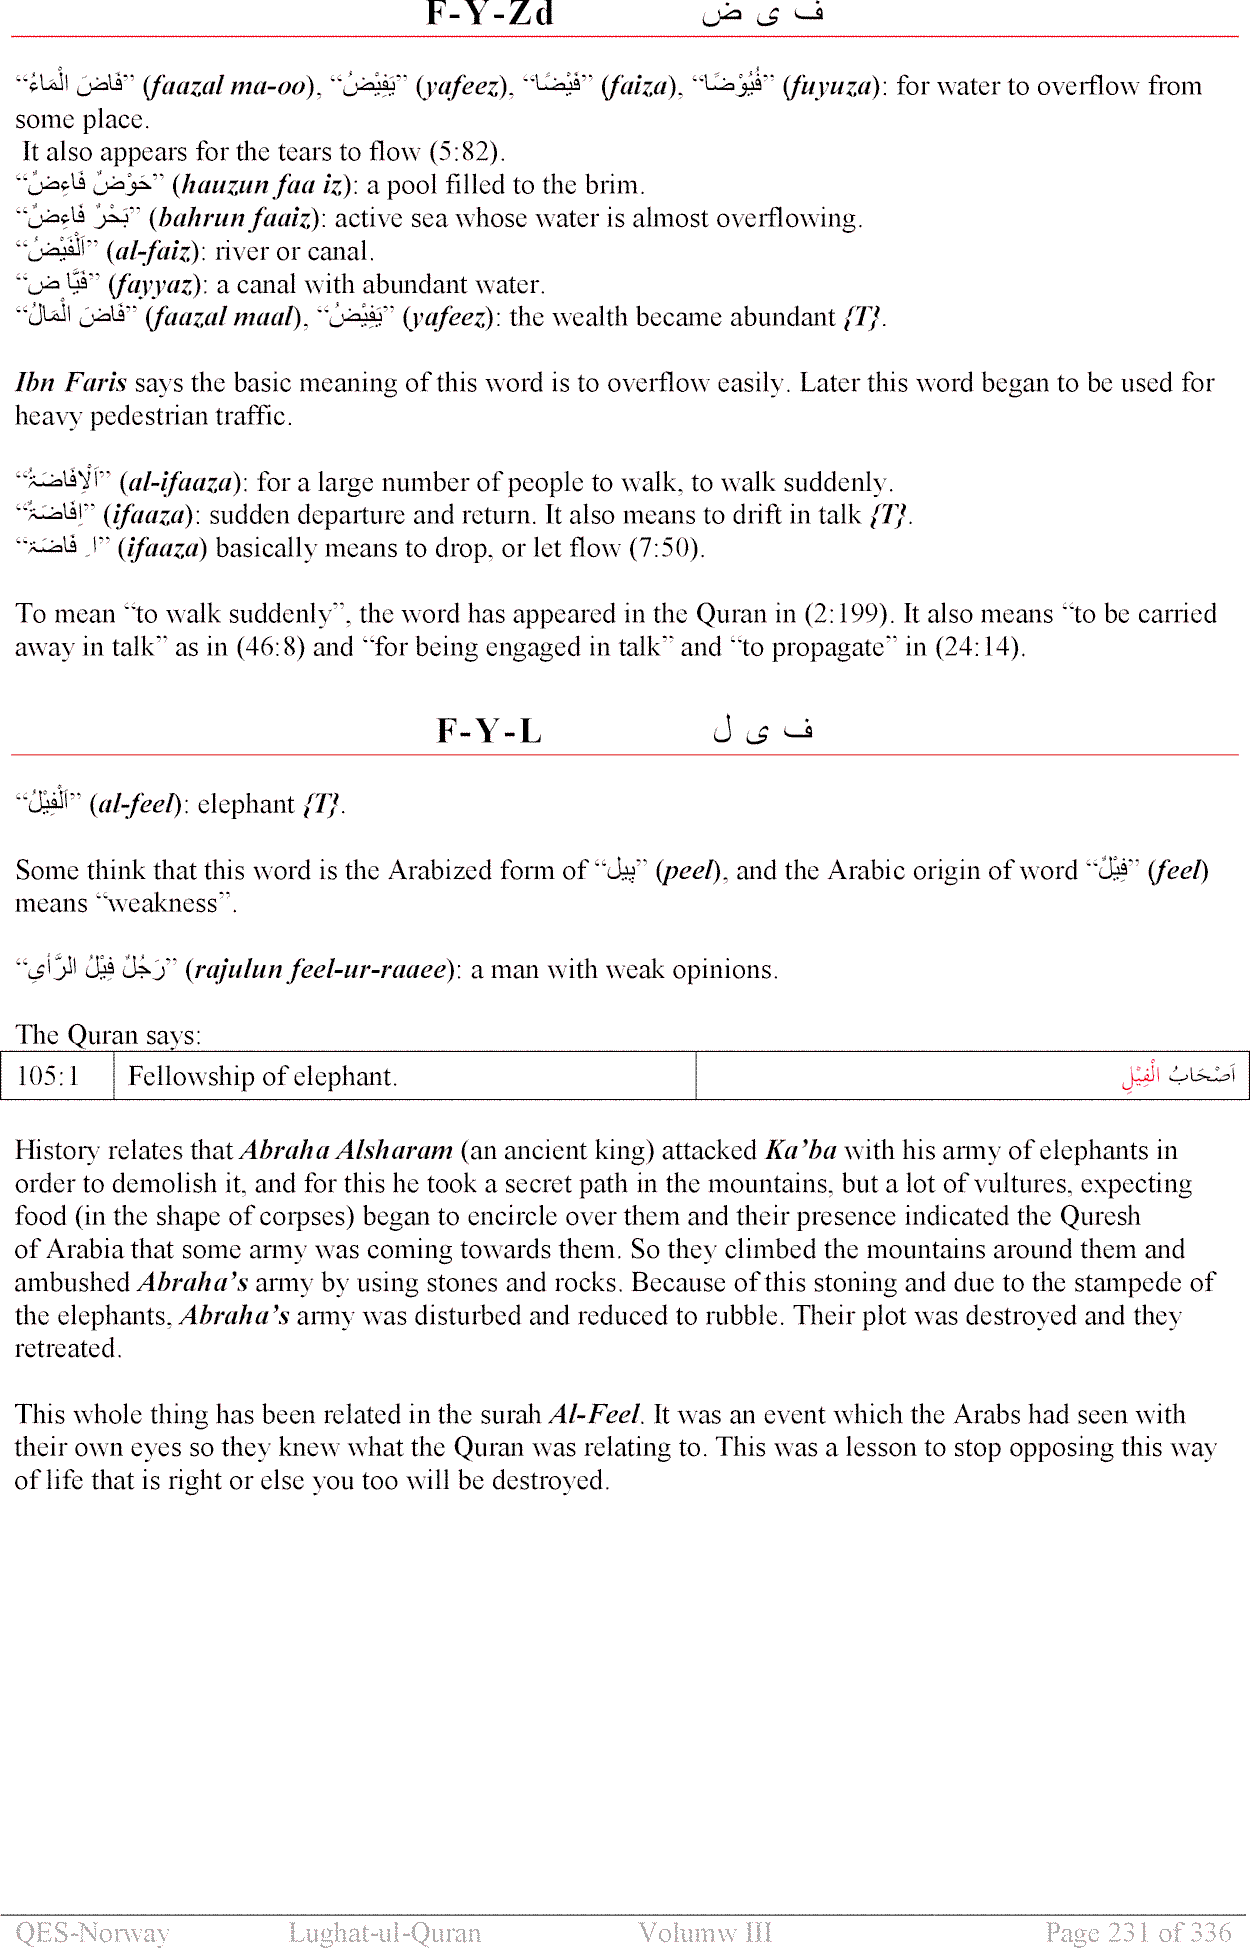 F-Y-Zd ف ی ض
“فَاضَ الْمَاءُ” (faazal ma-oo), “يَفِيْضُ” (yafeez), “فَيْضًا” (faiza), “فُيُوْضًا” (fuyuza): for water to overflow from
some place.
It also appears for the tears to flow (5:82).
“حَوْضٌ فَاءِضٌ” (hauzun faa iz): a pool filled to the brim.
“بَحْرٌ فَاءِضٌ” (bahrun faaiz): active sea whose water is almost overflowing.
“اَلْفَيْضُ” (al-faiz): river or canal.
“فَيَّا ض” (fayyaz): a canal with abundant water.
“فَاضَ الْمَالُ” (faazal maal), “يَفِيْضُ” (yafeez): the wealth became abundant {T}.
Ibn Faris says the basic meaning of this word is to overflow easily. Later this word began to be used for
heavy pedestrian traffic.
“اَلْاِفَاضَۃُ” (al-ifaaza): for a large number of people to walk, to walk suddenly.
“اِفَاضَۃٌ” (ifaaza): sudden departure and return. It also means to drift in talk {T}.
“اِ فَاضَۃ” (ifaaza) basically means to drop, or let flow (7:50).
To mean “to walk suddenly”, the word has appeared in the Quran in (2:199). It also means “to be carried
away in talk” as in (46:8) and “for being engaged in talk” and “to propagate” in (24:14).
F-Y-L ف ی ل
“اَلْفِيْلُ” (al-feel): elephant {T}.
Some think that this word is the Arabized form of “پيل” (peel), and the Arabic origin of word “فِيْلٌ” (feel)
means “weakness”.
“رَجُلٌ فِيْلُ الرَّأیِ” (rajulun feel-ur-raaee): a man with weak opinions.
The Quran says:
105:1 Fellowship of elephant. اَصْحَابُ الْفِيْلِ
History relates that Abraha Alsharam (an ancient king) attacked Ka’ba with his army of elephants in
order to demolish it, and for this he took a secret path in the mountains, but a lot of vultures, expecting
food (in the shape of corpses) began to encircle over them and their presence indicated the Quresh
of Arabia that some army was coming towards them. So they climbed the mountains around them and
ambushed Abraha’s army by using stones and rocks. Because of this stoning and due to the stampede of
the elephants, Abraha’s army was disturbed and reduced to rubble. Their plot was destroyed and they
retreated.
This whole thing has been related in the surah Al-Feel. It was an event which the Arabs had seen with
their own eyes so they knew what the Quran was relating to. This was a lesson to stop opposing this way
of life that is right or else you too will be destroyed.
QES-Norway Lughat-ul-Quran Volumw III Page 231 of 336